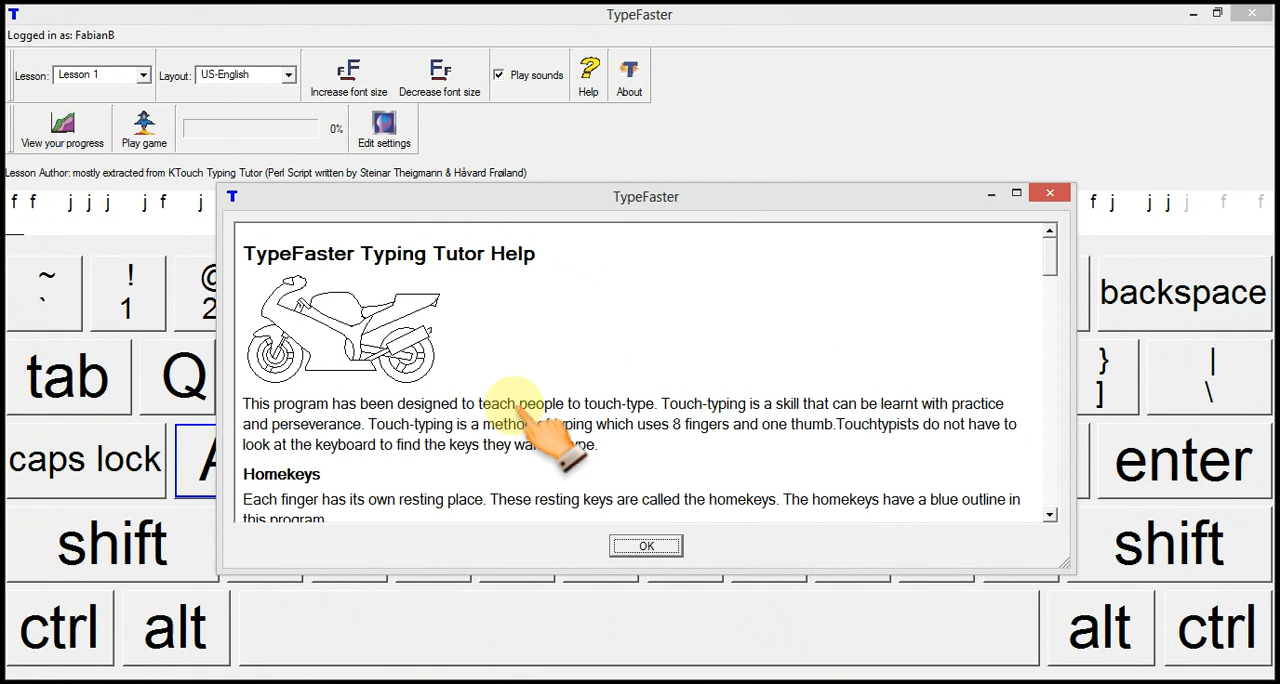 TypeFaster
Logged in as: FabianB
Lesson: Lesson 1 Layout: US-English Increase font size Decrease font size Play sounds Help About
View your progress Play game 0% Edit settings
Lesson Author: mostly extracted from KTouch Typing Tutor (Perl Script written by Steinar Theigmann & Håvard Frøiland)
f f j j j j f j f j j j j f f
TypeFaster
TypeFaster Typing Tutor Help
This program has been designed to teach people to touch-type. Touch-typing is a skill that can be learnt with practice
and perseverance. Touch-typing is a method of typing which uses 8 fingers and one thumb.Touchtypists do not have to
look at the keyboard to find the keys they want type.
Homekeys
Each finger has its own resting place. These resting keys are called the homekeys. The homekeys have a blue outline in
this program.
OK
~ ! @
` 1 2 backspace
tab Q } |
] \
caps lock A enter
shift shift
ctrl alt alt ctrl